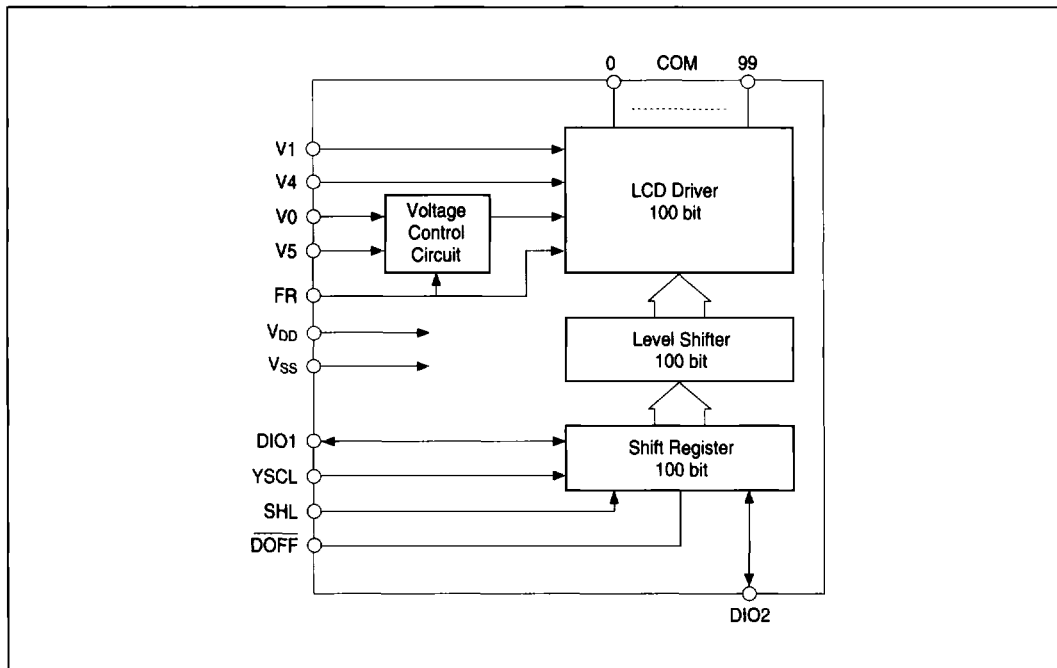 0 COM 99
V1
V4
V0
V5
FR
VDD
VSS
DIO1
YSCL
SHL
DOFF
Voltage
Control
Circuit
LCD Driver
100 bit
Level Shifter
100 bit
Shift Register
100 bit
DIO2